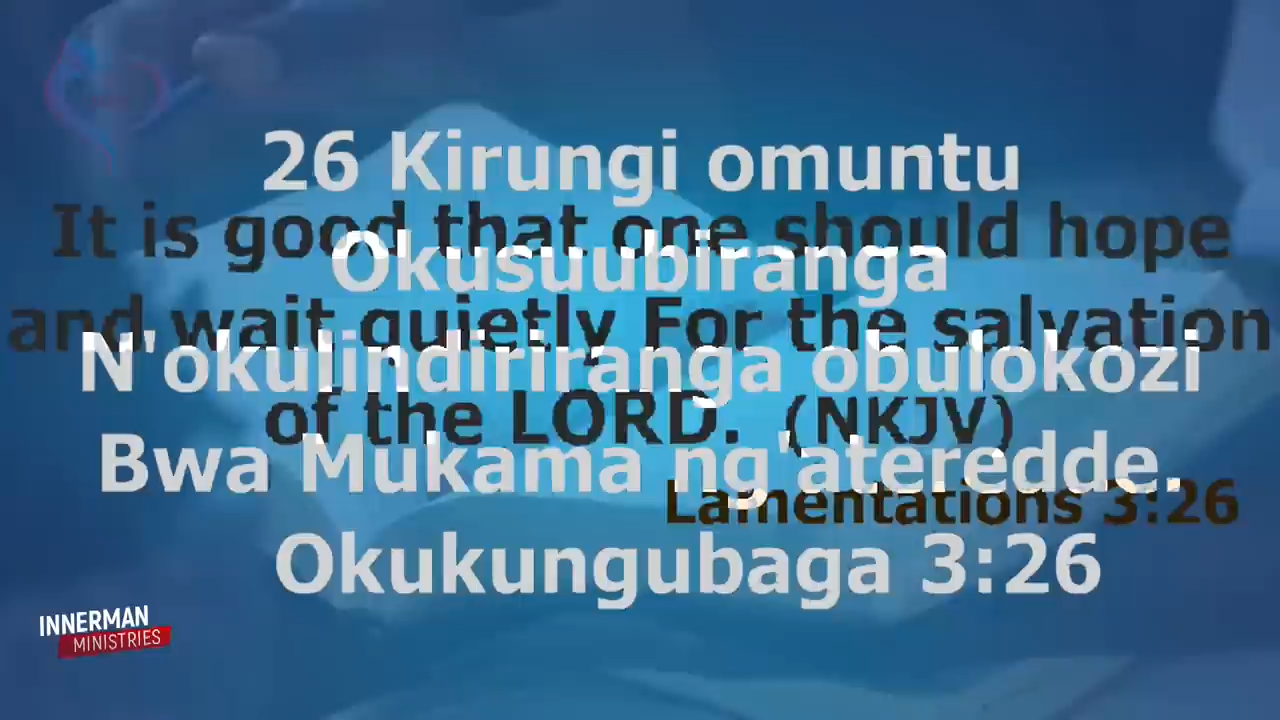 26 Kirungi omuntu
Okusuubiranga
N'okulindiriranga obulokozi
Bwa Mukama ng'ateredde.
Okukungubaga 3:26
It is good that one should hope
and wait quietly For the salvation
of the LORD. (NKJV)
Lamentations 3:26
INNERMAN
MINISTRIES